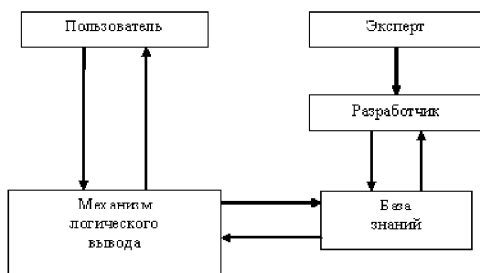 Пользователь
Эксперт
Разработчик
Механизм
логического
вывода
База
знаний